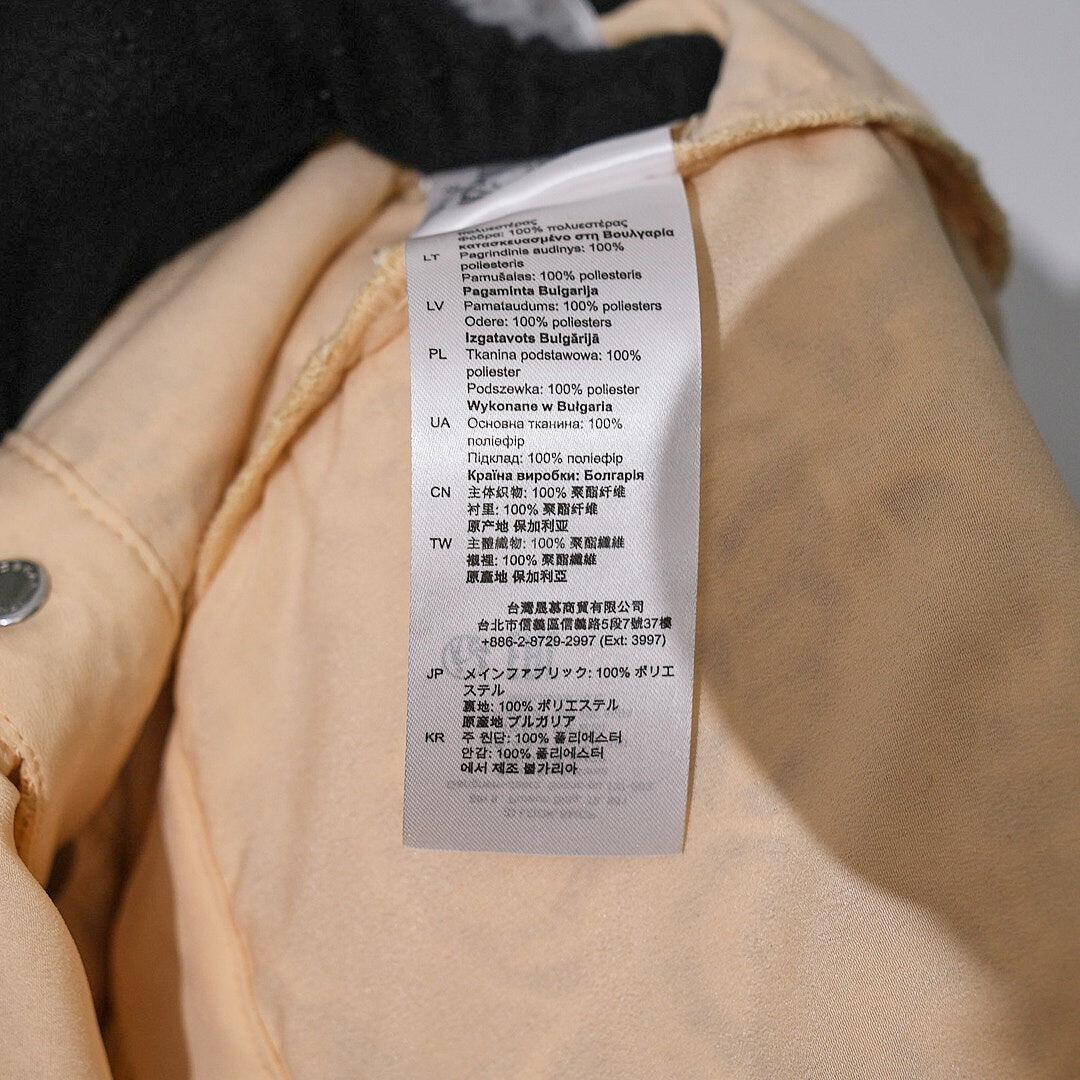 πολυεστέρας
Φόδρα: 100% πολυεστέρας
κατασκευασμένο στη Βουλγαρία
LT Pagrindinis audinys: 100%
poliesteris
Pamušalas: 100% poliesteris
Pagaminta Bulgarija
LV Pamataudums: 100% poliesters
Odere: 100% poliesters
Izgatavots Bulgārijā
PL Tkanina podstawowa: 100%
poliester
Podszewka: 100% poliester
Wykonane w Bułgaria
UA Основна тканина: 100%
поліефір
Підклад: 100% поліефір
Країна виробки: Болгарія
CN 主体织物: 100% 聚酯纤维
衬里: 100% 聚酯纤维
原产地 保加利亚
TW 主體織物: 100% 聚酯纖維
襯裡: 100% 聚酯纖維
原產地 保加利亞
台灣晟慕商貿有限公司
台北市信義區信義路5段7號37樓
+886-2-8729-2997 (Ext: 3997)
JP メインファブリック: 100% ポリエ
ステル
裏地: 100% ポリエステル
原產地 ブルガリア
KR 주 원단: 100% 폴리에스터
안감: 100% 폴리에스터
에서 제조 불가리아